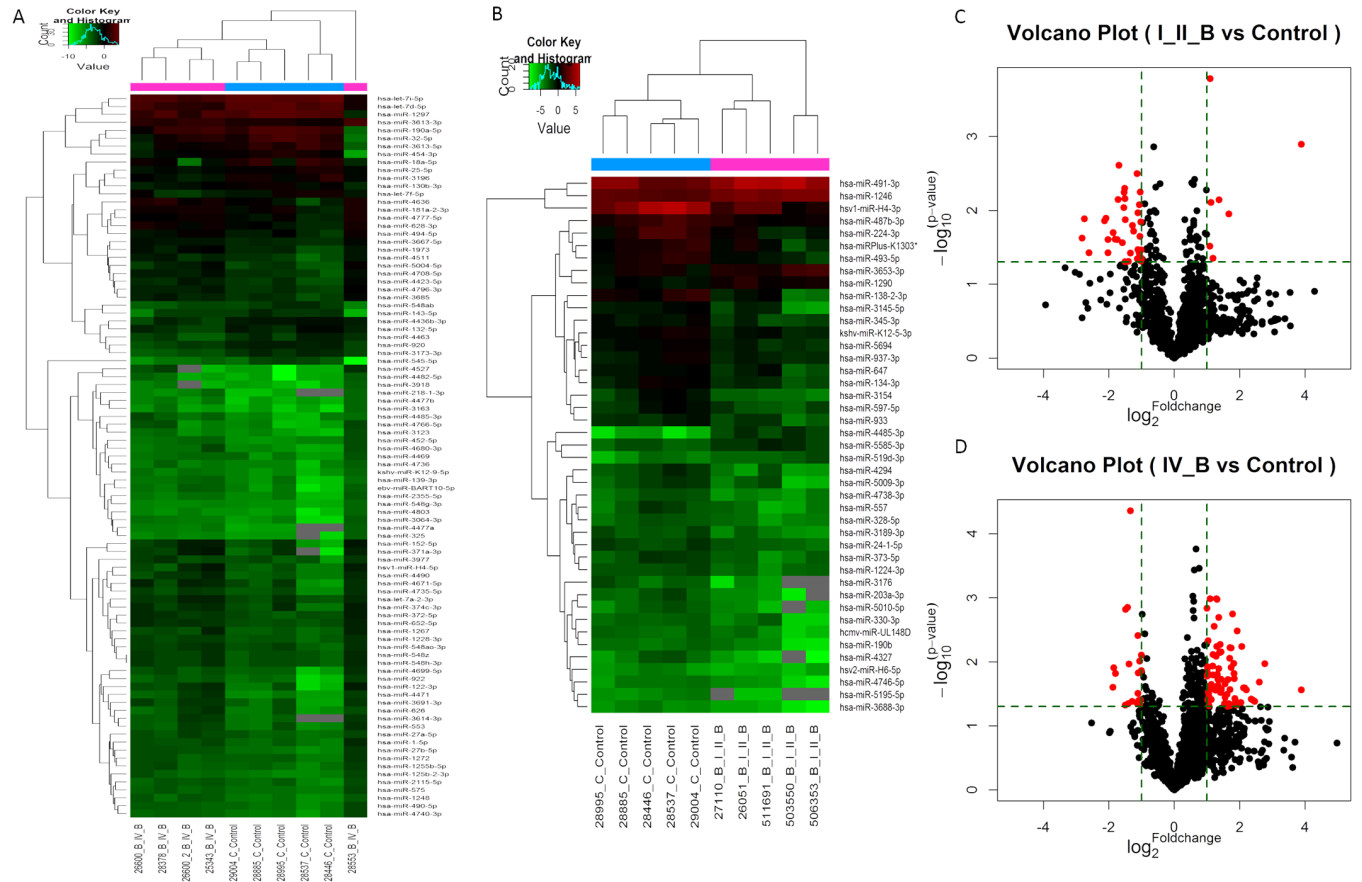 A
Color Key
and Histogram
Count
0 30
-10
0
Value
hsa-let-7i-5p
hsa-let-7d-5p
hsa-miR-1297
hsa-miR-3613-3p
hsa-miR-190a-5p
hsa-miR-32-5p
hsa-miR-3613-5p
hsa-miR-454-3p
hsa-miR-18a-5p
hsa-miR-25-5p
hsa-miR-3196
hsa-miR-130b-3p
hsa-let-7f-5p
hsa-miR-4636
hsa-miR-181a-2-3p
hsa-miR-4777-5p
hsa-miR-628-3p
hsa-miR-494-5p
hsa-miR-3667-5p
hsa-miR-1973
hsa-miR-4511
hsa-miR-5004-5p
hsa-miR-4708-5p
hsa-miR-4423-5p
hsa-miR-4796-3p
hsa-miR-3685
hsa-miR-548ab
hsa-miR-143-5p
hsa-miR-4436b-3p
hsa-miR-132-5p
hsa-miR-4463
hsa-miR-920
hsa-miR-3173-3p
hsa-miR-545-5p
hsa-miR-4527
hsa-miR-4482-5p
hsa-miR-3918
hsa-miR-218-1-3p
hsa-miR-4477b
hsa-miR-3163
hsa-miR-4485-3p
hsa-miR-4766-5p
hsa-miR-3123
hsa-miR-452-5p
hsa-miR-4680-3p
hsa-miR-4469
hsa-miR-4736
kshv-miR-K12-9-5p
hsa-miR-139-3p
ebv-miR-BART10-5p
hsa-miR-2355-5p
hsa-miR-548g-3p
hsa-miR-4803
hsa-miR-3064-3p
hsa-miR-4477a
hsa-miR-325
hsa-miR-152-5p
hsa-miR-371a-3p
hsa-miR-3977
hsv1-miR-H4-5p
hsa-miR-4490
hsa-miR-4671-5p
hsa-miR-4735-5p
hsa-let-7a-2-3p
hsa-miR-374c-3p
hsa-miR-372-5p
hsa-miR-652-5p
hsa-miR-1267
hsa-miR-1228-3p
hsa-miR-548ao-3p
hsa-miR-548z
hsa-miR-548h-3p
hsa-miR-4699-5p
hsa-miR-922
hsa-miR-122-3p
hsa-miR-4471
hsa-miR-3691-3p
hsa-miR-626
hsa-miR-3614-3p
hsa-miR-553
hsa-miR-27a-5p
hsa-miR-1-5p
hsa-miR-27b-5p
hsa-miR-1272
hsa-miR-1255b-5p
hsa-miR-125b-2-3p
hsa-miR-2115-5p
hsa-miR-575
hsa-miR-1248
hsa-miR-490-5p
hsa-miR-4740-3p
26600_B_IV_B
28378_B_IV_B
26600_2_B_IV_B
25343_B_IV_B
29004_C_Control
28885_C_Control
28995_C_Control
28537_C_Control
28446_C_Control
28553_B_IV_B
B
Color Key
and Histogram
Count
0 20
-5 0 5
Value
hsa-miR-491-3p
hsa-miR-1246
hsv1-miR-H4-3p
hsa-miR-487b-3p
hsa-miR-224-3p
hsa-miRPlus-K1303*
hsa-miR-493-5p
hsa-miR-3653-3p
hsa-miR-1290
hsa-miR-138-2-3p
hsa-miR-3145-5p
hsa-miR-345-3p
kshv-miR-K12-5-3p
hsa-miR-5694
hsa-miR-937-3p
hsa-miR-647
hsa-miR-134-3p
hsa-miR-3154
hsa-miR-597-5p
hsa-miR-933
hsa-miR-4485-3p
hsa-miR-5585-3p
hsa-miR-519d-3p
hsa-miR-4294
hsa-miR-5009-3p
hsa-miR-4738-3p
hsa-miR-557
hsa-miR-328-5p
hsa-miR-3189-3p
hsa-miR-24-1-5p
hsa-miR-373-5p
hsa-miR-1224-3p
hsa-miR-3176
hsa-miR-203a-3p
hsa-miR-5010-5p
hsa-miR-330-3p
hcmv-miR-UL148D
hsa-miR-190b
hsa-miR-4327
hsv2-miR-H6-5p
hsa-miR-4746-5p
hsa-miR-5195-5p
hsa-miR-3688-3p
28995_C_Control
28885_C_Control
28446_C_Control
28537_C_Control
29004_C_Control
27110_B_I_II_B
26051_B_I_II_B
511691_B_I_II_B
503550_B_I_II_B
506353_B_I_II_B
C
Volcano Plot ( I_II_B vs Control )
−log10(p−value)
3
2
1
0
-4 -2 0 2 4
log2Foldchange
D
Volcano Plot ( IV_B vs Control )
−log10(p−value)
4
3
2
1
0
-4 -2 0 2 4
log2Foldchange